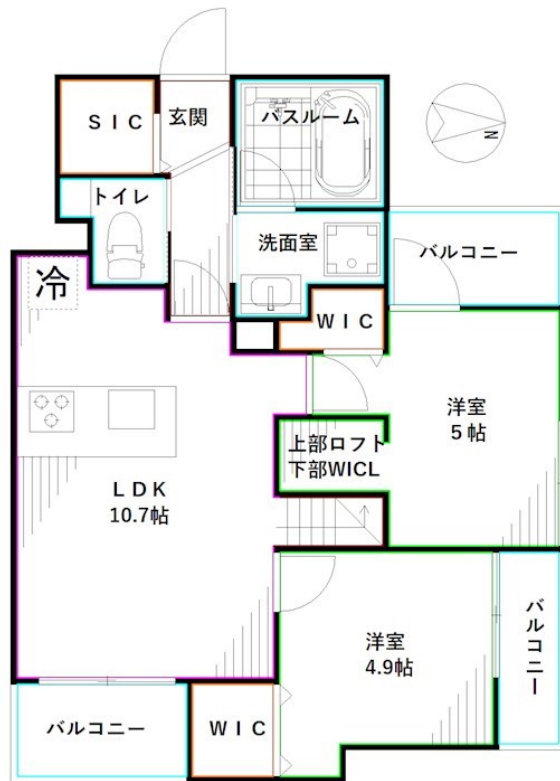 ＳＩＣ
玄関
バスルーム
トイレ
洗面室
バルコニー
N
冷
ＷＩＣ
洋室
5 帖
上部ロフト
下部WICL
ＬＤＫ
10.7帖
洋室
4.9帖
バルコニー
バルコニー
ＷＩＣ